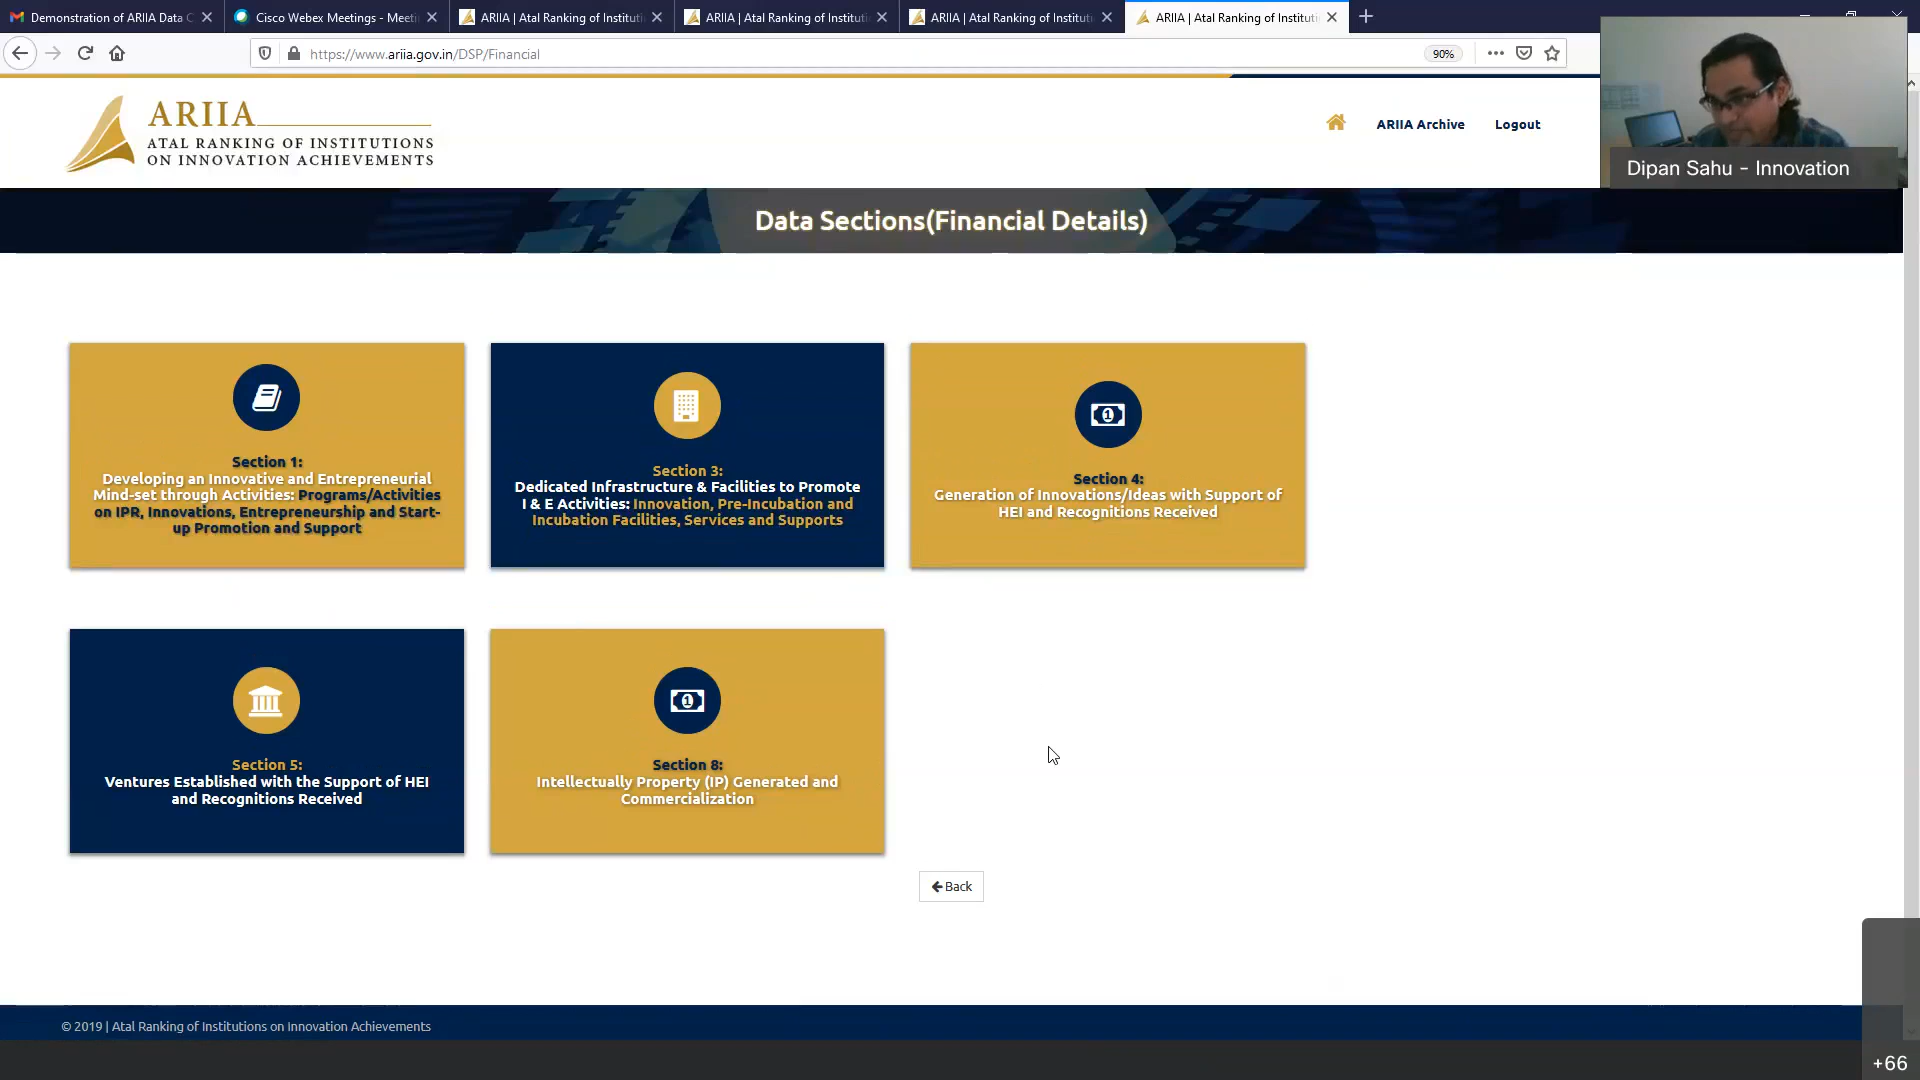 Demonstration of ARIIA Data C
Cisco Webex Meetings - Meeti
ARIIA | Atal Ranking of Instituti
ARIIA | Atal Ranking of Instituti
ARIIA | Atal Ranking of Instituti
ARIIA | Atal Ranking of Instituti
https://www.ariia.gov.in/DSP/Financial
90%
ARIIA
ATAL RANKING OF INSTITUTIONS
ON INNOVATION ACHIEVEMENTS
ARIIA Archive
Logout
Dipan Sahu - Innovation
Data Sections(Financial Details)
Section 1:
Developing an Innovative and Entrepreneurial
Mind-set through Activities: Programs/Activities
on IPR, Innovations, Entrepreneurship and Start-
up Promotion and Support
Section 3:
Dedicated Infrastructure & Facilities to Promote
I & E Activities: Innovation, Pre-Incubation and
Incubation Facilities, Services and Supports
Section 4:
Generation of Innovations/Ideas with Support of
HEI and Recognitions Received
Section 5:
Ventures Established with the Support of HEI
and Recognitions Received
Section 8:
Intellectually Property (IP) Generated and
Commercialization
Back
© 2019 | Atal Ranking of Institutions on Innovation Achievements
+66